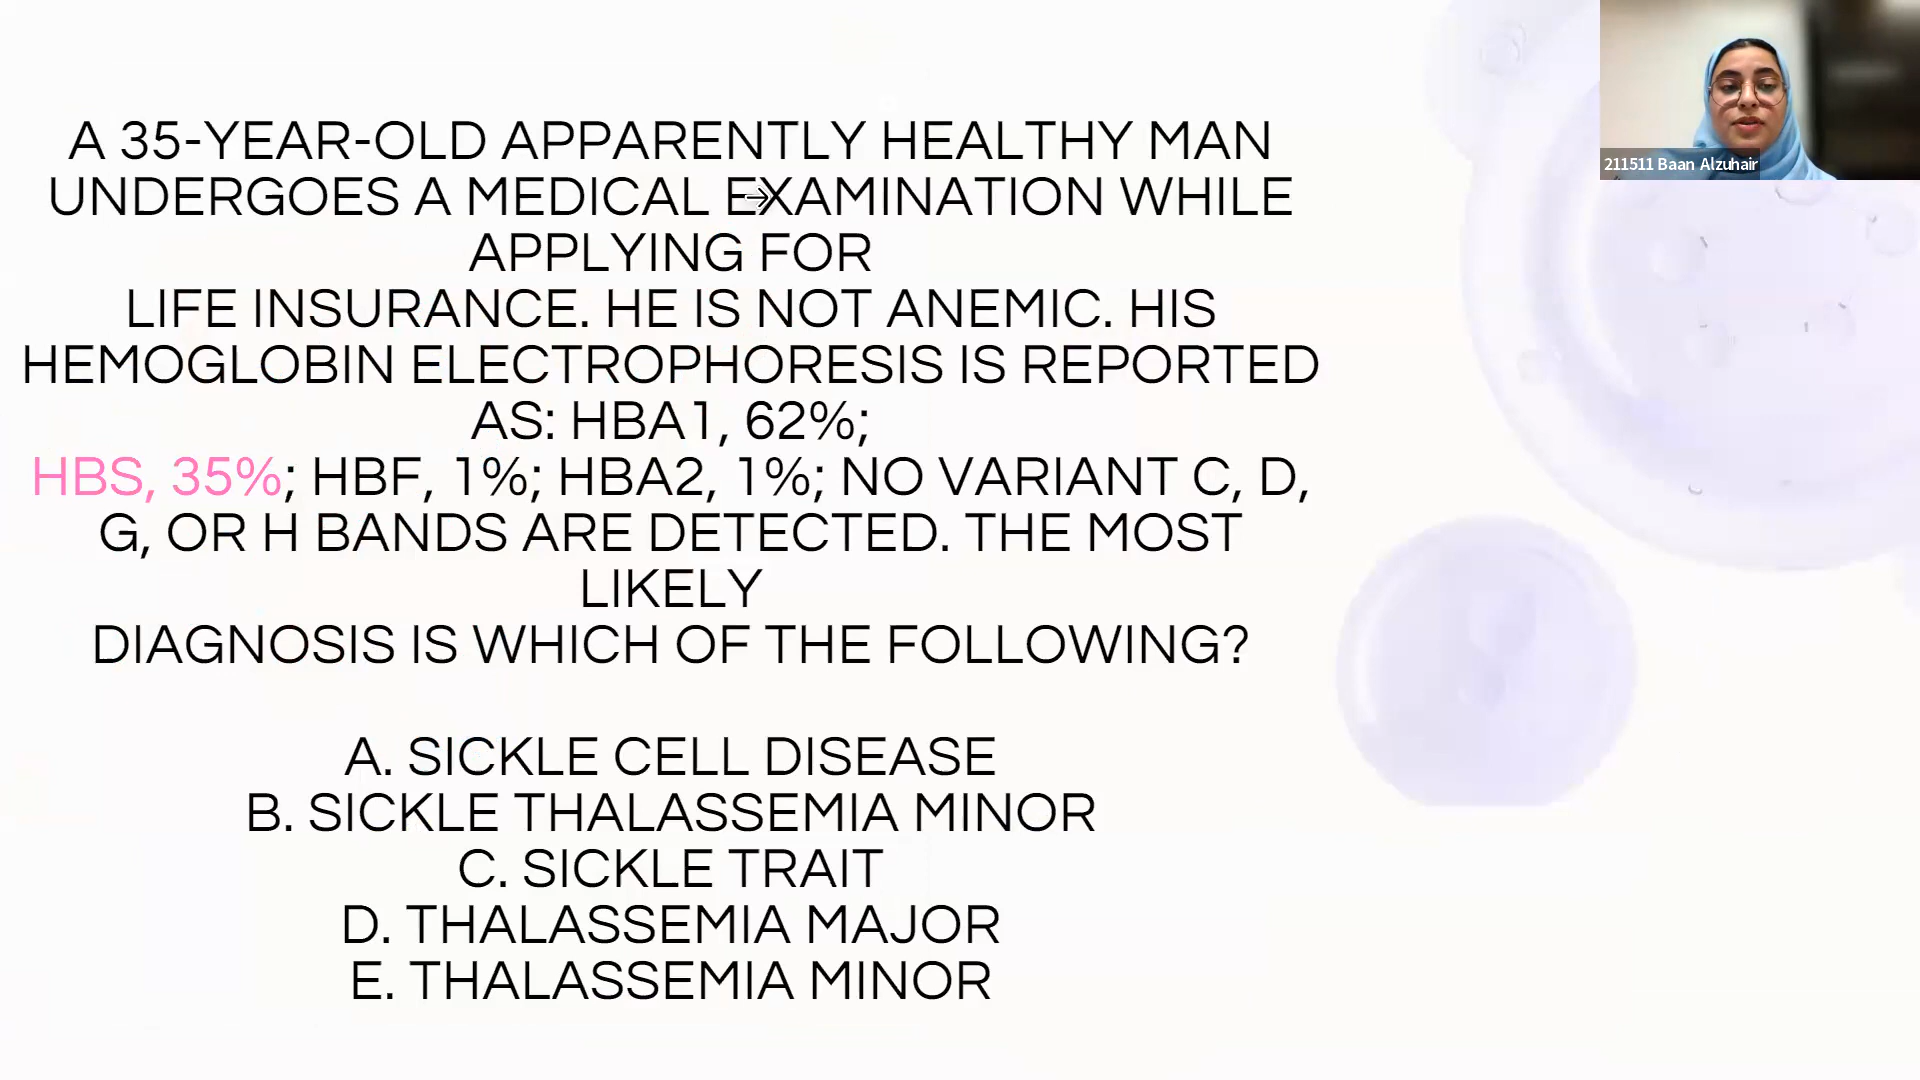 A 35-YEAR-OLD APPARENTLY HEALTHY MAN
UNDERGOES A MEDICAL EXAMINATION WHILE
APPLYING FOR
LIFE INSURANCE. HE IS NOT ANEMIC. HIS
HEMOGLOBIN ELECTROPHORESIS IS REPORTED
AS: HBA1, 62%;
HBS, 35%; HBF, 1%; HBA2, 1%; NO VARIANT C, D,
G, OR H BANDS ARE DETECTED. THE MOST
LIKELY
DIAGNOSIS IS WHICH OF THE FOLLOWING?
A. SICKLE CELL DISEASE
B. SICKLE THALASSEMIA MINOR
C. SICKLE TRAIT
D. THALASSEMIA MAJOR
E. THALASSEMIA MINOR
211511 Baan Alzuhair